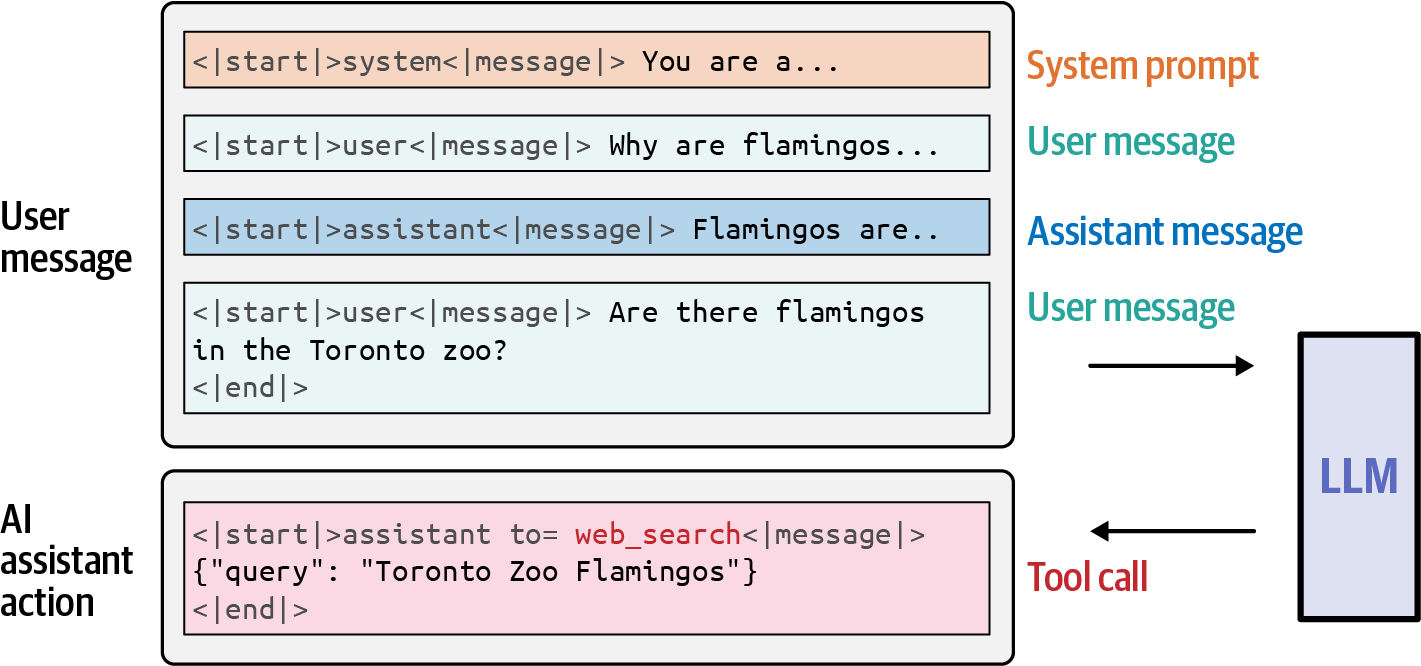 <|start|>system<|message|> You are a...
System prompt
<|start|>user<|message|> Why are flamingos...
User message
User
message
<|start|>assistant<|message|> Flamingos are..
Assistant message
<|start|>user<|message|> Are there flamingos
in the Toronto zoo?
<|end|>
User message
LLM
AI
assistant
action
<|start|>assistant to= web_search<|message|>
{"query": "Toronto Zoo Flamingos"}
<|end|>
Tool call